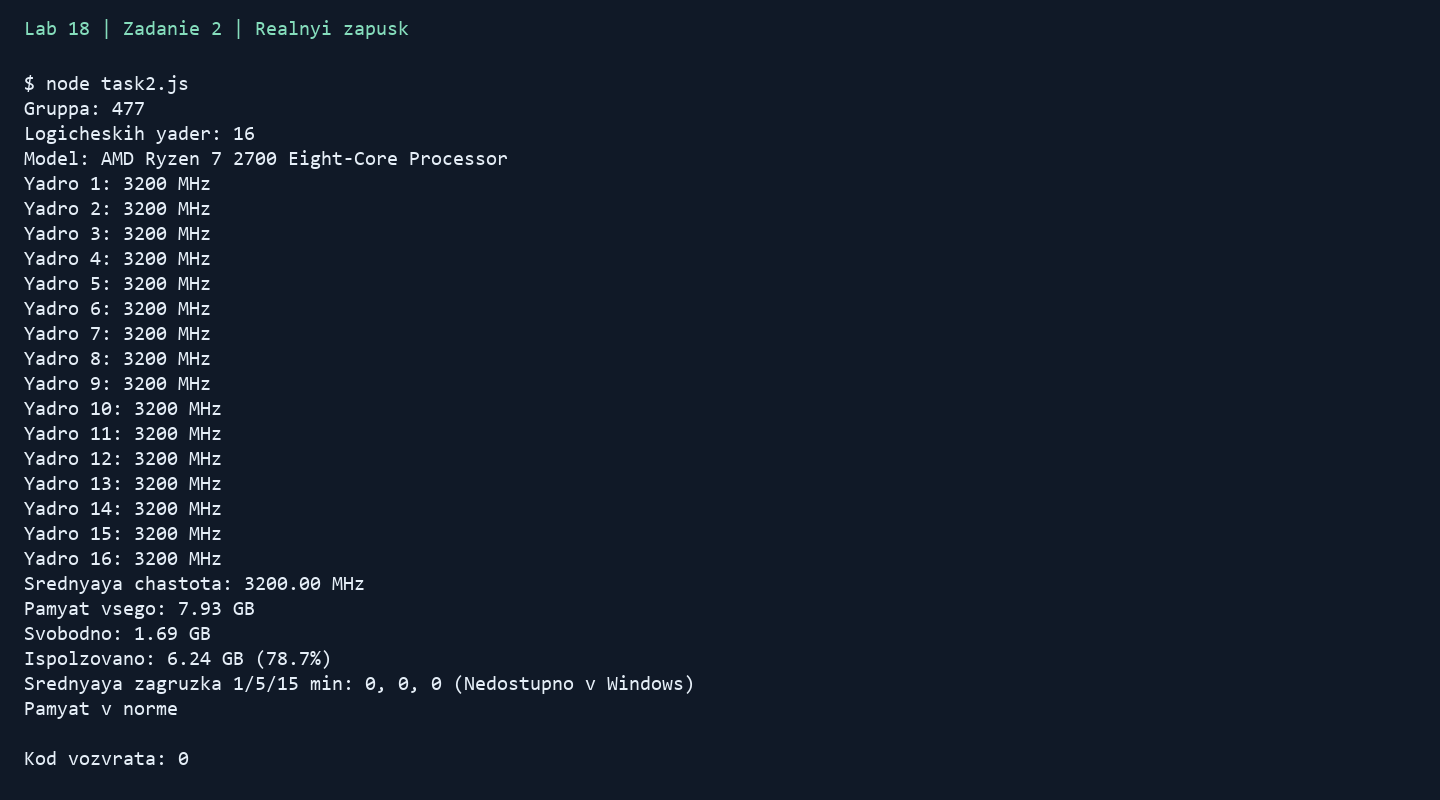 Lab 18 | Zadanie 2 | Realnyi zapusk
$ node task2.js
Gruppa: 477
Logicheskih yader: 16
Model: AMD Ryzen 7 2700 Eight-Core Processor
Yadro 1: 3200 MHz
Yadro 2: 3200 MHz
Yadro 3: 3200 MHz
Yadro 4: 3200 MHz
Yadro 5: 3200 MHz
Yadro 6: 3200 MHz
Yadro 7: 3200 MHz
Yadro 8: 3200 MHz
Yadro 9: 3200 MHz
Yadro 10: 3200 MHz
Yadro 11: 3200 MHz
Yadro 12: 3200 MHz
Yadro 13: 3200 MHz
Yadro 14: 3200 MHz
Yadro 15: 3200 MHz
Yadro 16: 3200 MHz
Srednyaya chastota: 3200.00 MHz
Pamyat vsego: 7.93 GB
Svobodno: 1.69 GB
Ispolzovano: 6.24 GB (78.7%)
Srednyaya zagruzka 1/5/15 min: 0, 0, 0 (Nedostupno v Windows)
Pamyat v norme
Kod vozvrata: 0